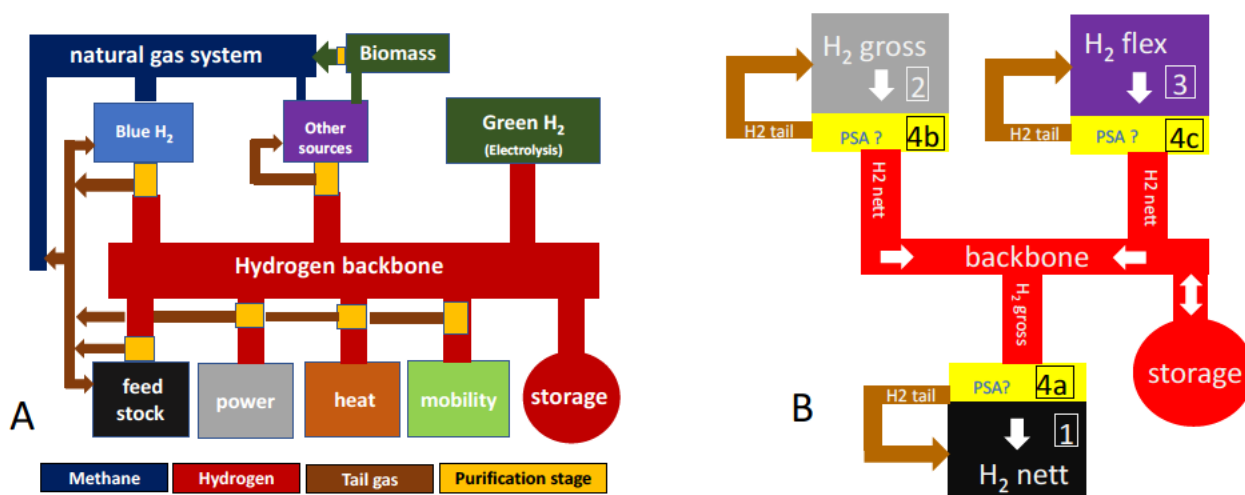 natural gas system
Biomass
Blue H₂
Other
sources
Green H₂
(Electrolysis)
Hydrogen backbone
feed
stock
power
heat
mobility
storage
A
Methane
Hydrogen
Tail gas
Purification stage
H₂ gross
2
H2 tail
PSA ?
4b
H2 nett
H₂ flex
3
H2 tail
PSA ?
4c
H2 nett
backbone
H₂ gross
storage
PSA?
4a
H2 tail
1
H₂ nett
B